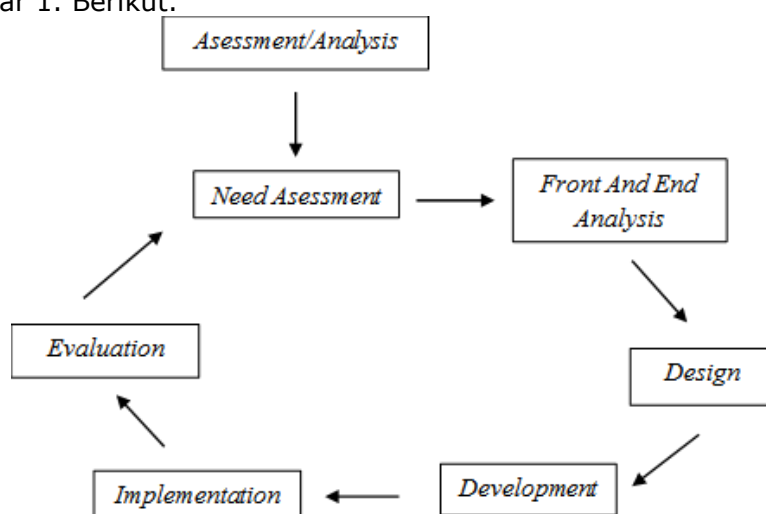 ar 1. Berikut.
Asessment/Analysis
Need Asessment
Front And End
Analysis
Evaluation
Design
Implementation
Development